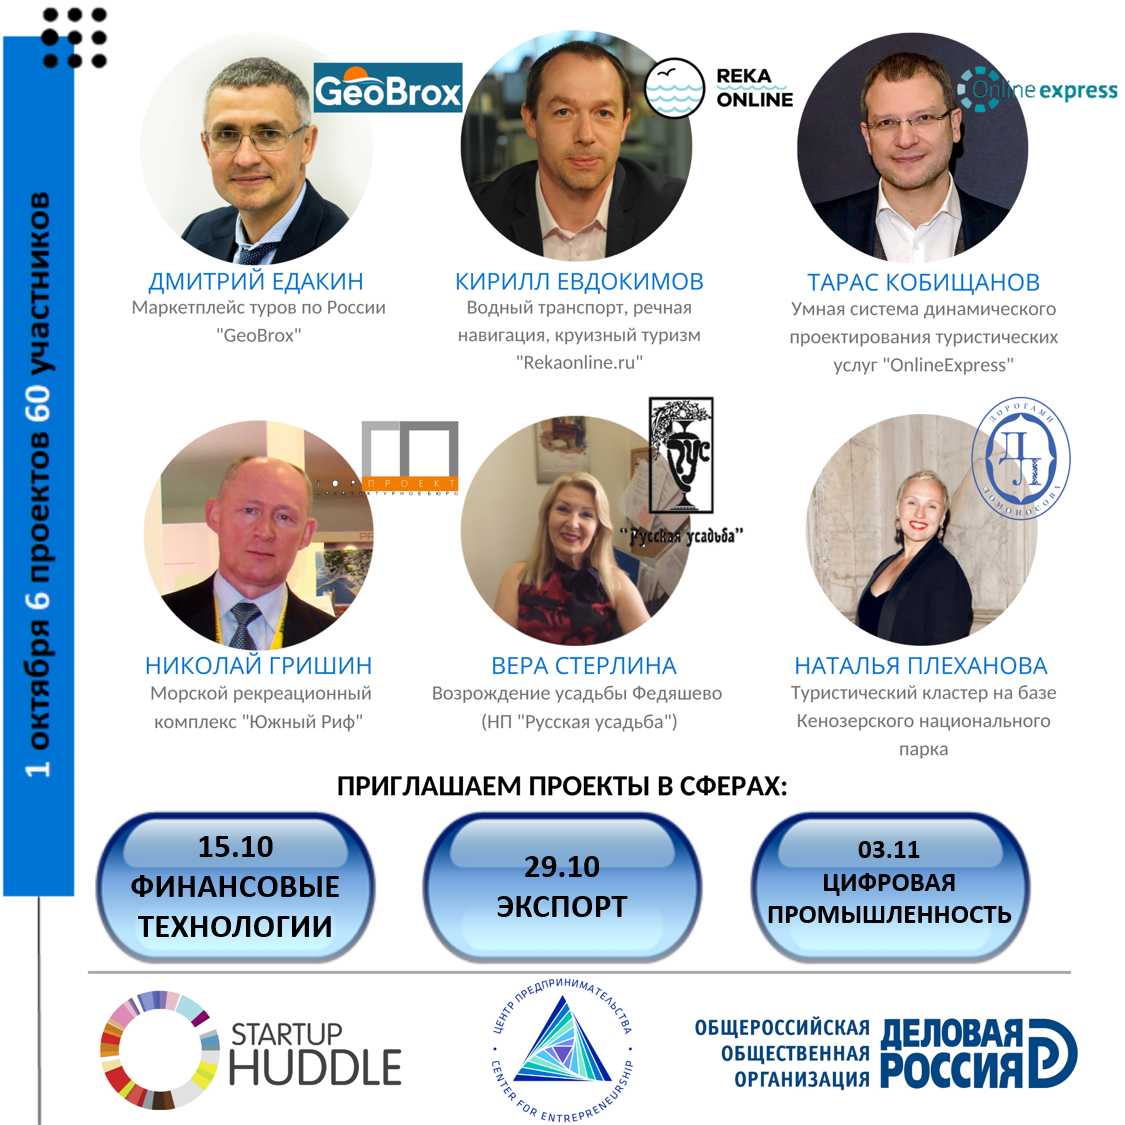 1 октября 6 проектов 60 участников
GeoBrox
REKA
ONLINE
Online express
ДМИТРИЙ ЕДАКИН
Маркетплейс туров по России
"GeoBrox"
КИРИЛЛ ЕВДОКИМОВ
Водный транспорт, речная
навигация, круизный туризм
"Rekaonline.ru"
ТАРАС КОБИЩАНОВ
Умная система динамического
проектирования туристических
услуг "OnlineExpress"
ГОРПРОЕКТ
РУС
"Русская усадьба"
ДОРОГАМИ
ЛОМОНОСОВА
НИКОЛАЙ ГРИШИН
Морской рекреационный
комплекс "Южный Риф"
ВЕРА СТЕРЛИНА
Возрождение усадьбы Федяшево
(НП "Русская усадьба")
НАТАЛЬЯ ПЛЕХАНОВА
Туристический кластер на базе
Кенозерского национального
парка
ПРИГЛАШАЕМ ПРОЕКТЫ В СФЕРАХ:
15.10
ФИНАНСОВЫЕ
ТЕХНОЛОГИИ
29.10
ЭКСПОРТ
03.11
ЦИФРОВАЯ
ПРОМЫШЛЕННОСТЬ
STARTUP
HUDDLE
ЦЕНТР ПРЕДПРИНИМАТЕЛЬСТВА
CENTER FOR ENTREPRENEURSHIP
ОБЩЕРОССИЙСКАЯ
ОБЩЕСТВЕННАЯ
ОРГАНИЗАЦИЯ
ДЕЛОВАЯ
РОССИЯ